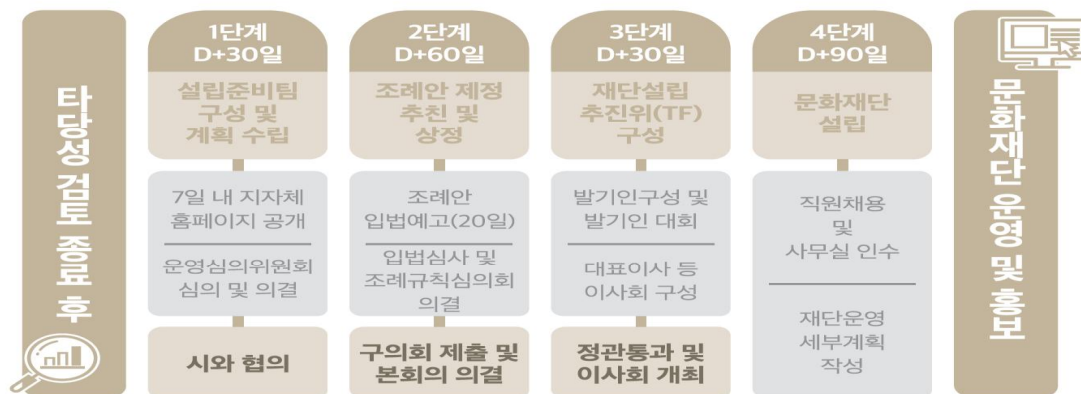 타당성 검토 종료 후
1단계
D+30일
설립준비팀
구성 및
계획 수립
7일 내 지자체
홈페이지 공개
운영심의위원회
심의 및 의결
시와 협의
2단계
D+60일
조례안 제정
추친 및
상정
조례안
입법예고(20일)
입법심사 및
조례규칙심의회
의결
구의회 제출 및
본회의 의결
3단계
D+30일
재단설립
추진위(TF)
구성
발기인구성 및
발기인 대회
대표이사 등
이사회 구성
정관통과 및
이사회 개최
4단계
D+90일
문화재단
설립
직원채용
및
사무실 인수
재단운영
세부계획
작성
문화재단 운영 및 홍보